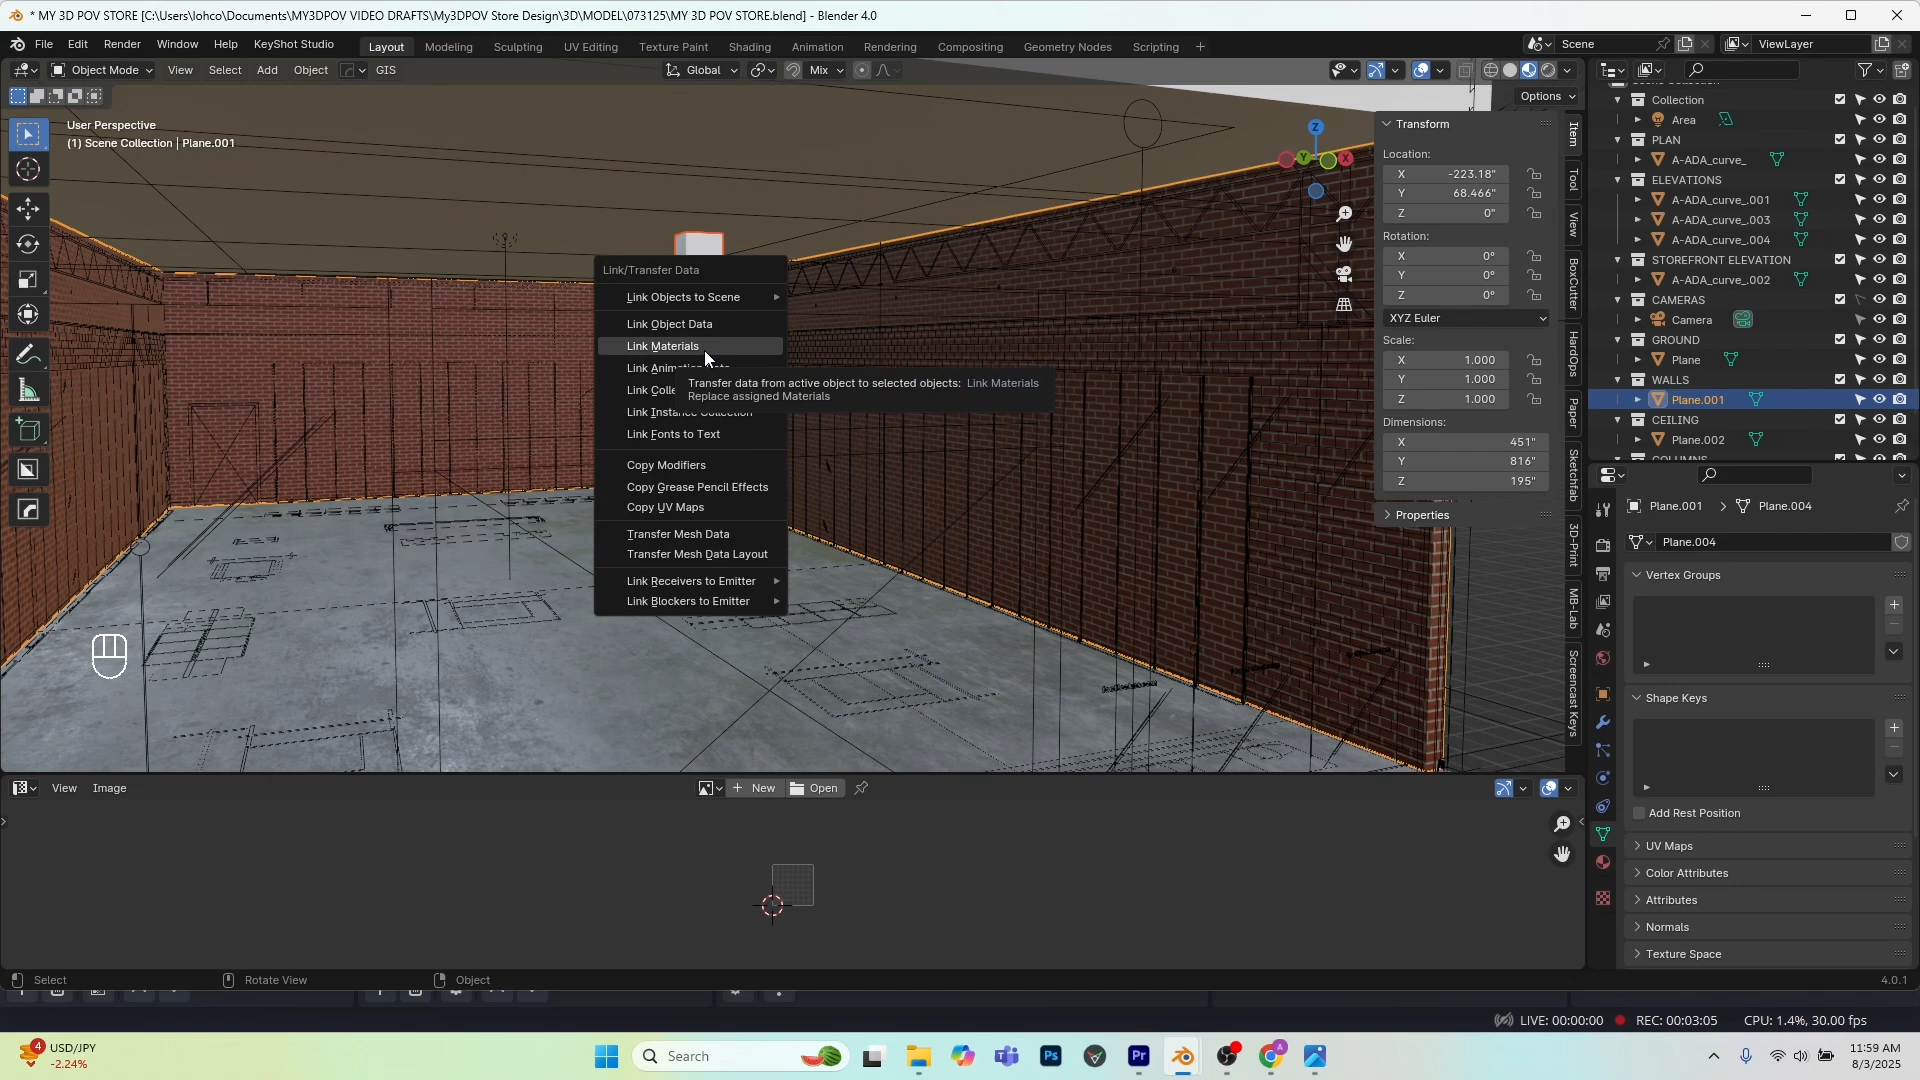 * MY 3D POV STORE [C:\Users\lohco\Documents\MY3DPOV VIDEO DRAFTS\My3DPOV Store Design\3D\MODEL\073125\MY 3D POV STORE.blend] - Blender 4.0
File Edit Render Window Help KeyShot Studio Layout Modeling Sculpting UV Editing Texture Paint Shading Animation Rendering Compositing Geometry Nodes Scripting + Scene ViewLayer
Object Mode View Select Add Object GIS Global Mix
Options
User Perspective
(1) Scene Collection | Plane.001
Z
Y
X
Transform
Location:
X -223.18"
Y 68.466"
Z 0"
Rotation:
X 0°
Y 0°
Z 0°
XYZ Euler
Scale:
X 1.000
Y 1.000
Z 1.000
Dimensions:
X 451"
Y 816"
Z 195"
Properties
Item
Tool
View
BoxCutter
HardOps
Paper
Sketchfab
3D-Print
MB-Lab
Screencast Keys
Link/Transfer Data
Link Objects to Scene
Link Object Data
Link Materials
Link Collec
Link Instance Collection
Link Fonts to Text
Copy Modifiers
Copy Grease Pencil Effects
Copy UV Maps
Transfer Mesh Data
Transfer Mesh Data Layout
Link Receivers to Emitter
Link Blockers to Emitter
Transfer data from active object to selected objects: Link Materials
Replace assigned Materials
Collection
Area
PLAN
A-ADA_curve_
ELEVATIONS
A-ADA_curve_.001
A-ADA_curve_.003
A-ADA_curve_.004
STOREFRONT ELEVATION
A-ADA_curve_.002
CAMERAS
Camera
GROUND
Plane
WALLS
Plane.001
CEILING
Plane.002
COLUMNS
Plane.001 > Plane.004
Plane.004
Vertex Groups
Shape Keys
Add Rest Position
UV Maps
Color Attributes
Attributes
Normals
Texture Space
View Image New Open
Select Rotate View Object 4.0.1
LIVE: 00:00:00 REC: 00:03:05 CPU: 1.4%, 30.00 fps
4
USD/JPY
-2.24%
Search
Ps
Pr
A
11:59 AM
8/3/2025